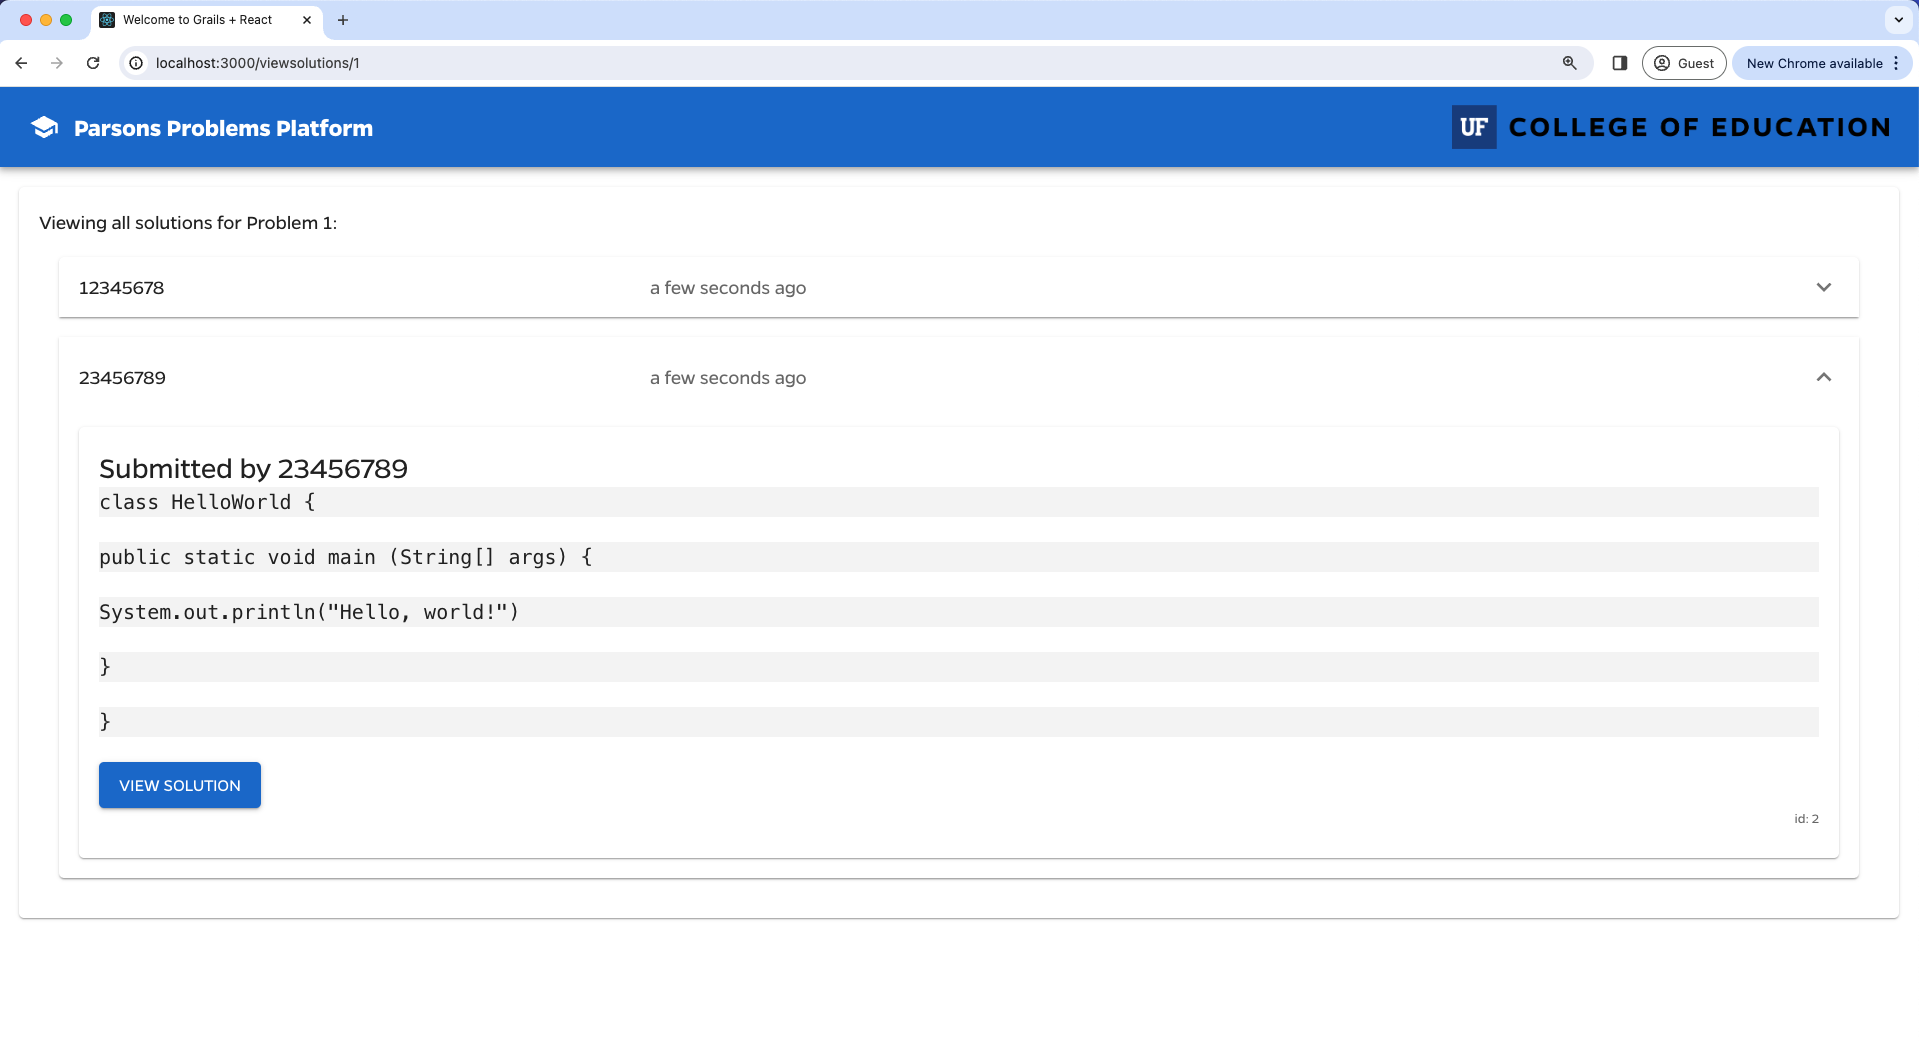 Welcome to Grails + React
localhost:3000/viewsolutions/1
Guest
New Chrome available
Parsons Problems Platform
UF COLLEGE OF EDUCATION
Viewing all solutions for Problem 1:
12345678 a few seconds ago
23456789 a few seconds ago
Submitted by 23456789
class HelloWorld {
public static void main (String[] args) {
System.out.println("Hello, world!")
}
}
VIEW SOLUTION
id: 2